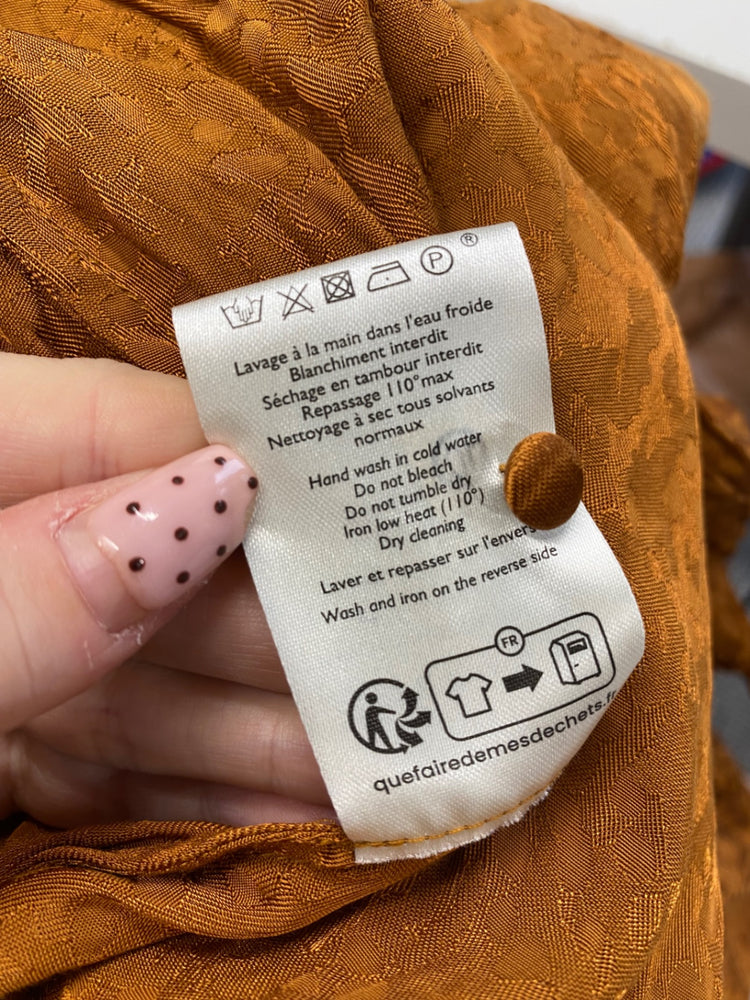 P
®
Lavage à la main dans l'eau froide
Blanchiment interdit
Séchage en tambour interdit
Repassage 110° max
Nettoyage à sec tous solvants
normaux
Hand wash in cold water
Do not bleach
Do not tumble dry
Iron low heat (110°)
Dry cleaning
Laver et repasser sur l'envers
Wash and iron on the reverse side
FR
quefairedemesdechets.fr